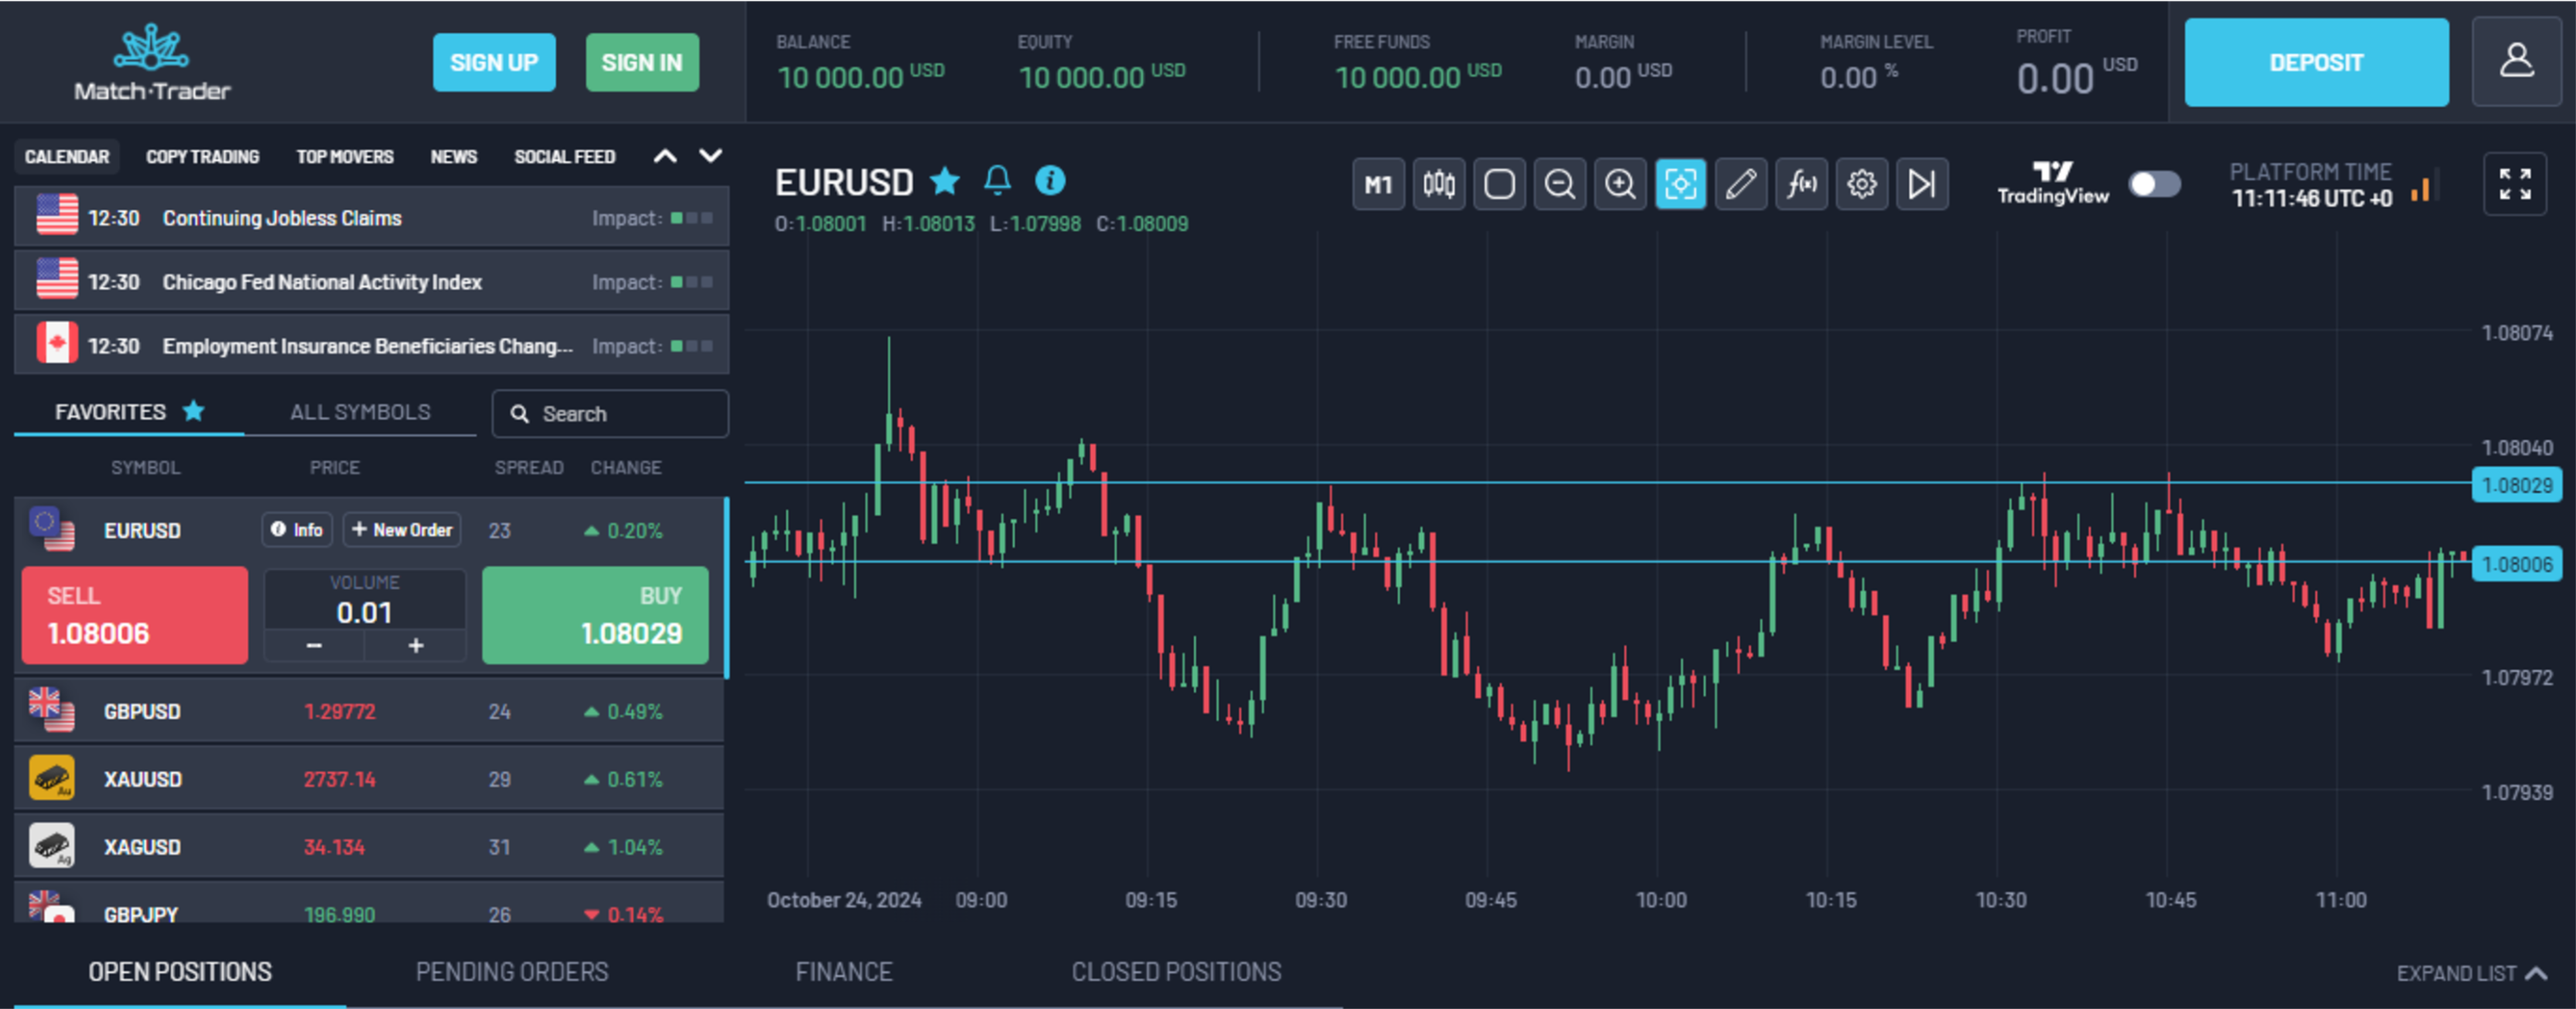 Match-Trader
SIGN UP
SIGN IN
BALANCE
10 000.00 USD
EQUITY
10 000.00 USD
FREE FUNDS
10 000.00 USD
MARGIN
0.00 USD
MARGIN LEVEL
0.00 %
PROFIT
0.00 USD
DEPOSIT
CALENDAR COPY TRADING TOP MOVERS NEWS SOCIAL FEED
12:30 Continuing Jobless Claims Impact:
12:30 Chicago Fed National Activity Index Impact:
12:30 Employment Insurance Beneficiaries Chang... Impact:
FAVORITES ALL SYMBOLS Search
SYMBOL PRICE SPREAD CHANGE
EURUSD Info + New Order 23 0.20%
SELL
1.08006
VOLUME
0.01
− +
BUY
1.08029
GBPUSD 1.29772 24 0.49%
XAUUSD 2737.14 29 0.61%
Au
XAGUSD 34.134 31 1.04%
Ag
GBPJPY 196.990 26 0.14%
EURUSD
O:1.08001 H:1.08013 L:1.07998 C:1.08009
M1
f(x)
TradingView
PLATFORM TIME
11:11:46 UTC +0
1.08074
1.08040
1.08029
1.08006
1.07972
1.07939
October 24, 2024 09:00 09:15 09:30 09:45 10:00 10:15 10:30 10:45 11:00
OPEN POSITIONS PENDING ORDERS FINANCE CLOSED POSITIONS EXPAND LIST